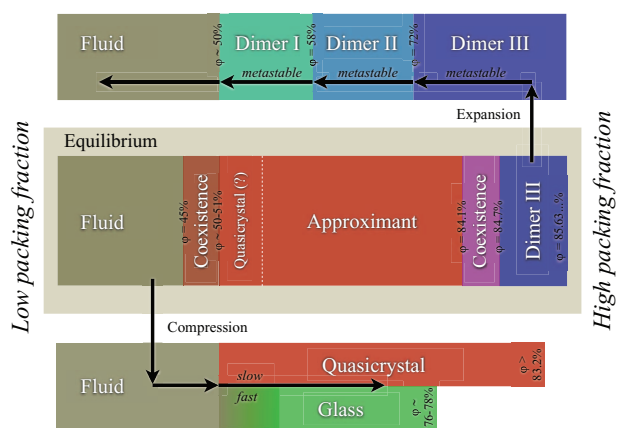 Fluid
φ ~ 50%
Dimer I
φ = 58%
Dimer II
φ = 72%
Dimer III
metastable
metastable
metastable
Expansion
Low packing fraction
Equilibrium
Fluid
φ = 45%
Coexistence
φ ~ 50-51%
Quasicrystal (?)
Approximant
φ = 84.1%
Coexistence
φ = 84.7%
Dimer III
φ = 85.63...%
High packing fraction
Compression
Fluid
Quasicrystal
φ >
83.2%
slow
fast
Glass
φ ~
76-78%